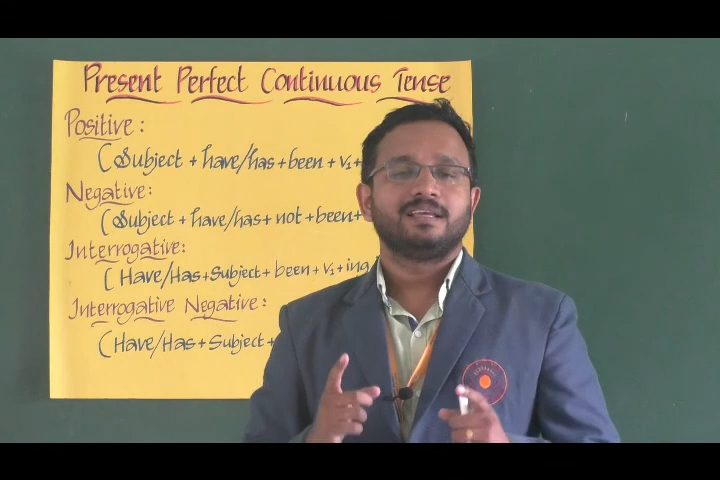 Present Perfect Continuous Tense
Positive:
(Subject + have/has + been + V1 +
Negative:
(Subject + have/has + not + been +
Interrogative:
( Have/Has + Subject + been + V1 + ing
Interrogative Negative:
(Have/Has + Subject +